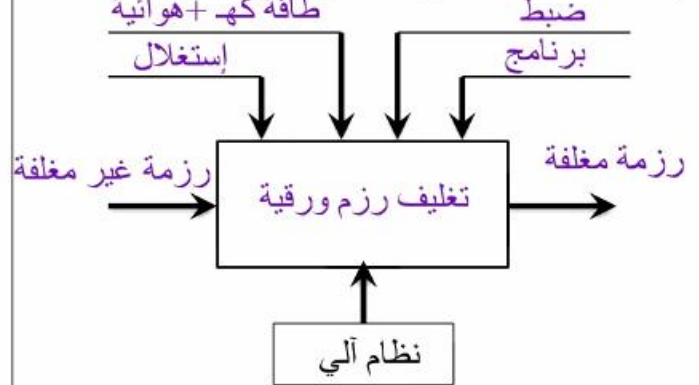 طاقة كهـ +هوائية
ضبط
إستغلال
برنامج
رزمة غير مغلفة
تغليف رزم ورقية
رزمة مغلفة
نظام آلي